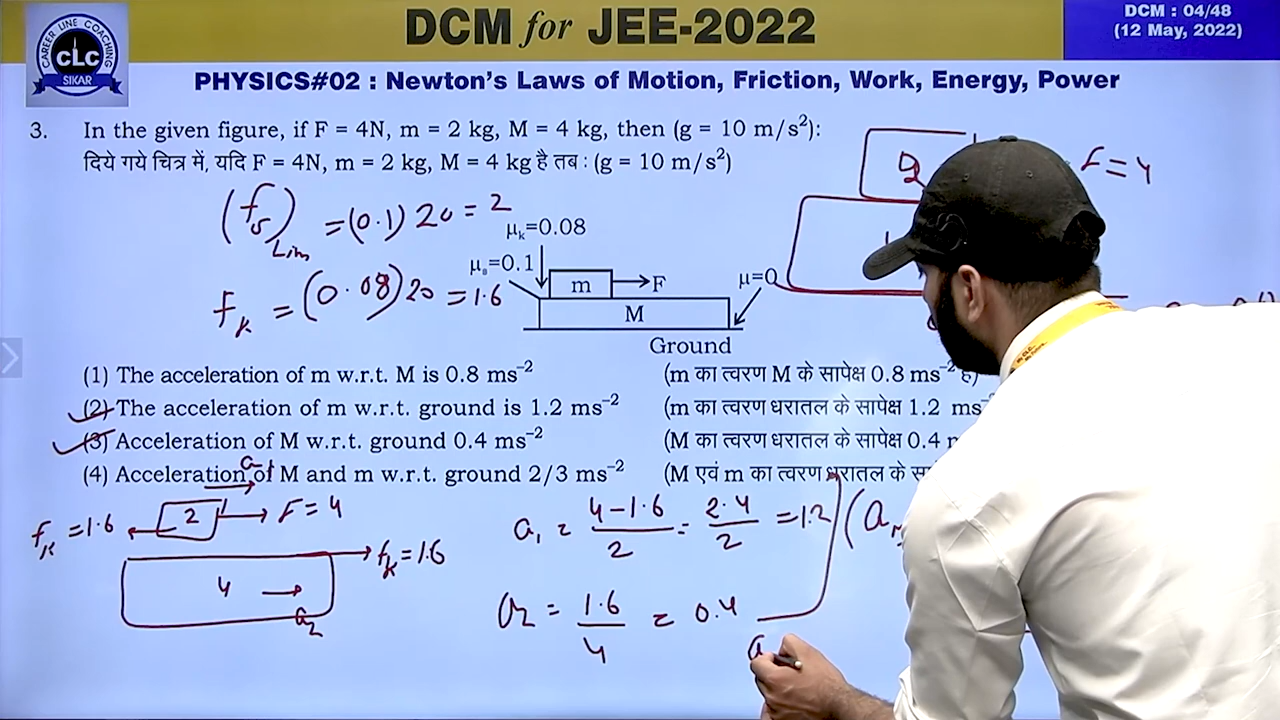 DCM for JEE-2022
DCM : 04/48
(12 May, 2022)
CAREER LINE COACHING
CLC
SIKAR
PHYSICS#02 : Newton's Laws of Motion, Friction, Work, Energy, Power
3. In the given figure, if F = 4N, m = 2 kg, M = 4 kg, then (g = 10 m/s²):
दिये गये चित्र में, यदि F = 4N, m = 2 kg, M = 4 kg है तब : (g = 10 m/s²)
2
F = 4
(fs)Lim = (0.1) 20 = 2
fK = (0.08) 20 = 1.6
μk=0.08
μs=0.1
m
F
μ=0
M
Ground
(1) The acceleration of m w.r.t. M is 0.8 ms⁻²
(m का त्वरण M के सापेक्ष 0.8 ms⁻² है)
(2) The acceleration of m w.r.t. ground is 1.2 ms⁻²
(m का त्वरण धरातल के सापेक्ष 1.2 ms⁻
(3) Acceleration of M w.r.t. ground 0.4 ms⁻²
(M का त्वरण धरातल के सापेक्ष 0.4
(4) Acceleration of M and m w.r.t. ground 2/3 ms⁻²
(M एवं m का त्वरण धरातल के
a1
fK = 1.6
2
F = 4
fK = 1.6
4
a2
a1 = 4-1.6/2 = 2.4/2 = 1.2
a2 = 1.6/4 = 0.4
a